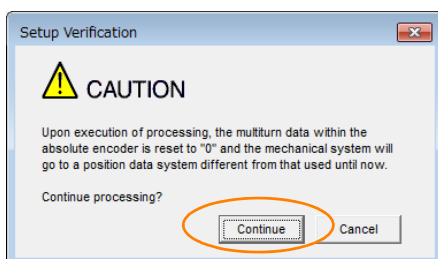 Setup Verification
CAUTION
Upon execution of processing, the multiturn data within the
absolute encoder is reset to "0" and the mechanical system will
go to a position data system different from that used until now.
Continue processing?
Continue
Cancel